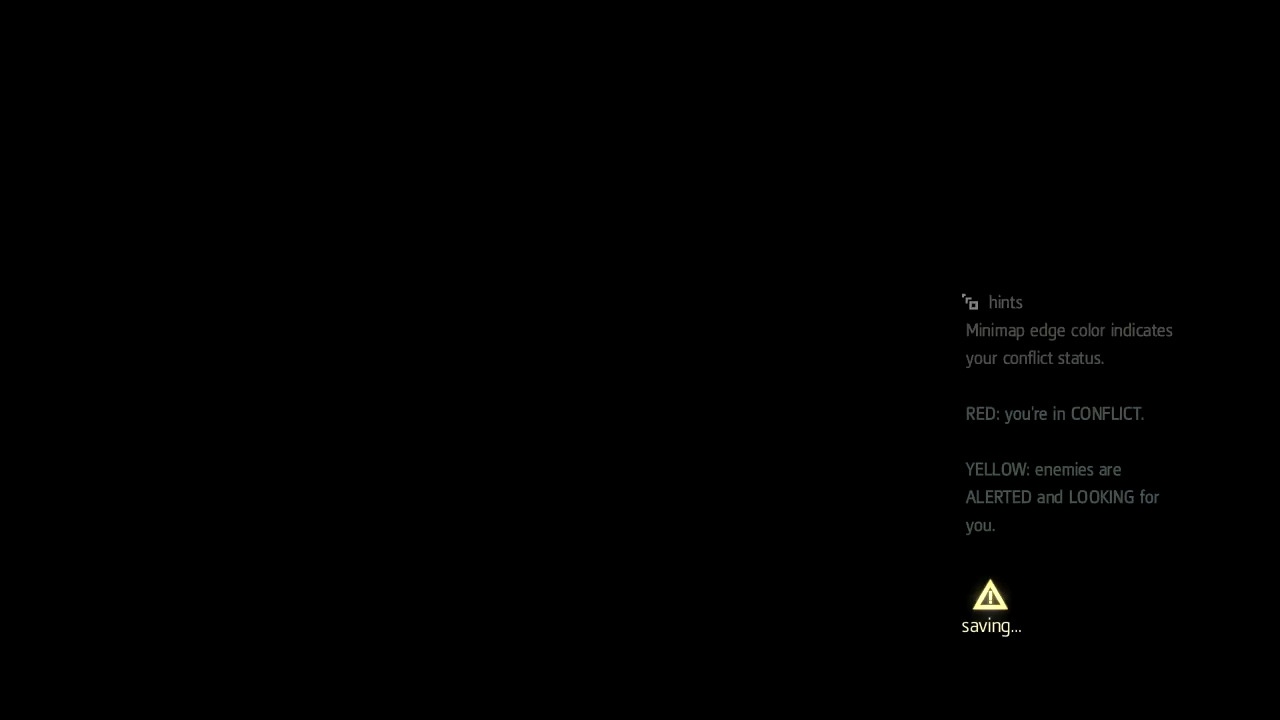 hints
Minimap edge color indicates
your conflict status.
RED: you're in CONFLICT.
YELLOW: enemies are
ALERTED and LOOKING for
you.
saving...